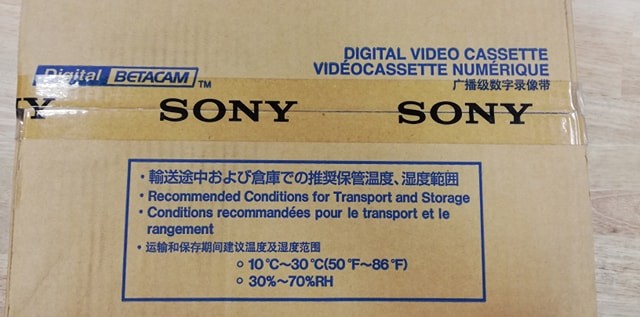 DIGITAL VIDEO CASSETTE
VIDÉOCASSETTE NUMÉRIQUE
广播级数字录像带
Digital BETACAM TM
NY SONY SONY
・輸送途中および倉庫での推奨保管温度、湿度範囲
・Recommended Conditions for Transport and Storage
・Conditions recommandées pour le transport et le
rangement
・运输和保存期间建议温度及湿度范围
○ 10℃～30℃(50℉～86℉)
○ 30%～70%RH